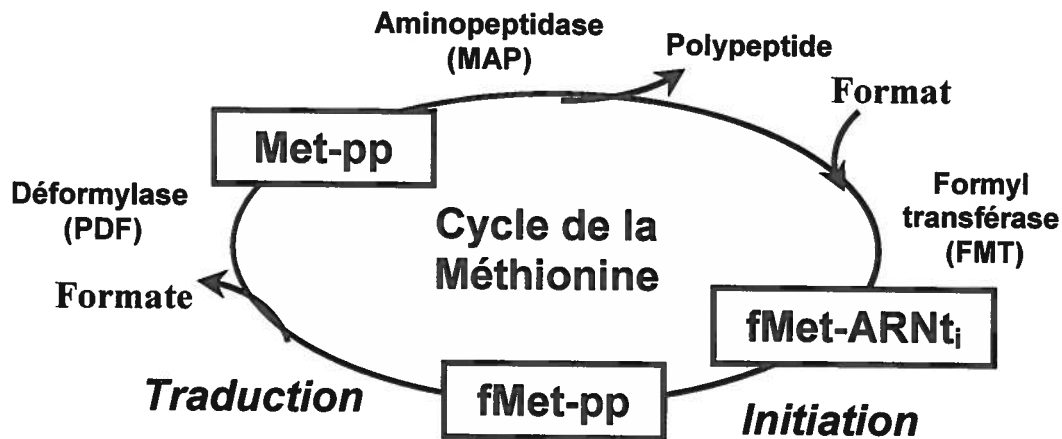 Aminopeptidase
(MAP)
Polypeptide
Format
Met-pp
Déformylase
(PDF)
Formyl
transférase
(FMT)
Cycle de la
Méthionine
Formate
fMet-ARNti
Traduction
fMet-pp
Initiation